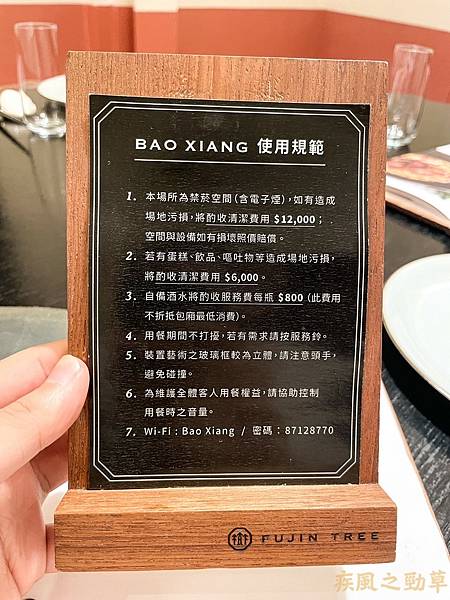 BAO XIANG 使用規範
1. 本場所為禁菸空間(含電子煙),如有造成
場地污損,將酌收清潔費用 $12,000;
空間與設備如有損壞照價賠償。
2. 若有蛋糕、飲品、嘔吐物等造成場地污損,
將酌收清潔費用 $6,000。
3. 自備酒水將酌收服務費每瓶 $800 (此費用
不折抵包廂最低消費)。
4. 用餐期間不打擾,若有需求請按服務鈴。
5. 裝置藝術之玻璃框較為立體,請注意頭手,
避免碰撞。
6. 為維護全體客人用餐權益,請協助控制
用餐時之音量。
7. Wi-Fi : Bao Xiang / 密碼 : 87128770
FUJIN TREE
疾風之勁草